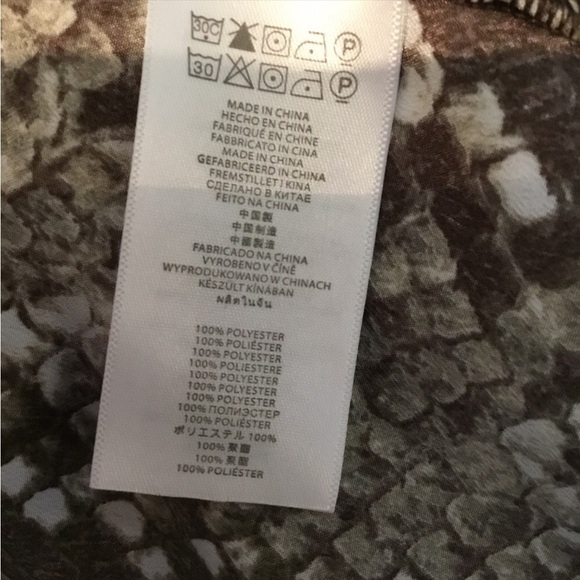 30C P
30 P
MADE IN CHINA
HECHO EN CHINA
FABRIQUÉ EN CHINE
FABBRICATO IN CINA
MADE IN CHINA
GEFABRICEERD IN CHINA
FREMSTILLET I KINA
СДЕЛАНО В КИТАЕ
FEITO NA CHINA
中国製
中国制造
中國製造
FABRICADO NA CHINA
VYROBENO V ČÍNĚ
WYPRODUKOWANO W CHINACH
KÉSZÜLT KÍNÁBAN
ผลิตในจีน
100% POLYESTER
100% POLIÉSTER
100% POLYESTER
100% POLIESTERE
100% POLYESTER
100% POLYESTER
100% POLYESTER
100% ПОЛИЭСТЕР
ポリエステル 100%
100% 聚酯
100% 聚酯
100% POLIÉSTER